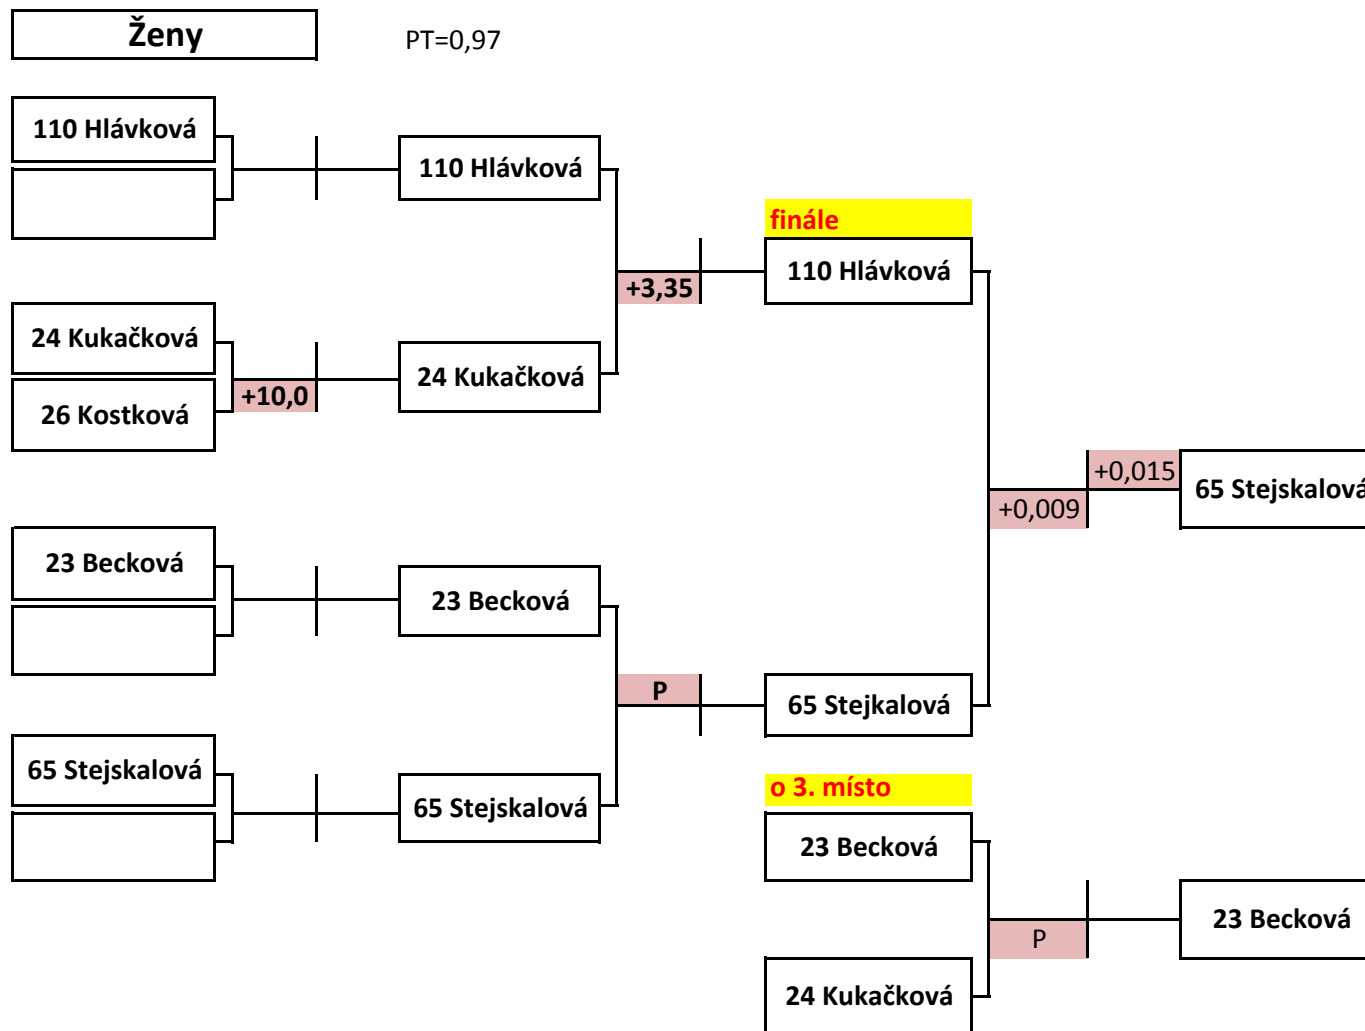 Ženy
PT=0,97
110 Hlávková
110 Hlávková
finále
110 Hlávková
+3,35
24 Kukačková
24 Kukačková
+10,0
26 Kostková
+0,015
65 Stejskalová
+0,009
23 Becková
23 Becková
P
65 Stejkalová
65 Stejskalová
65 Stejskalová
o 3. místo
23 Becková
23 Becková
P
24 Kukačková